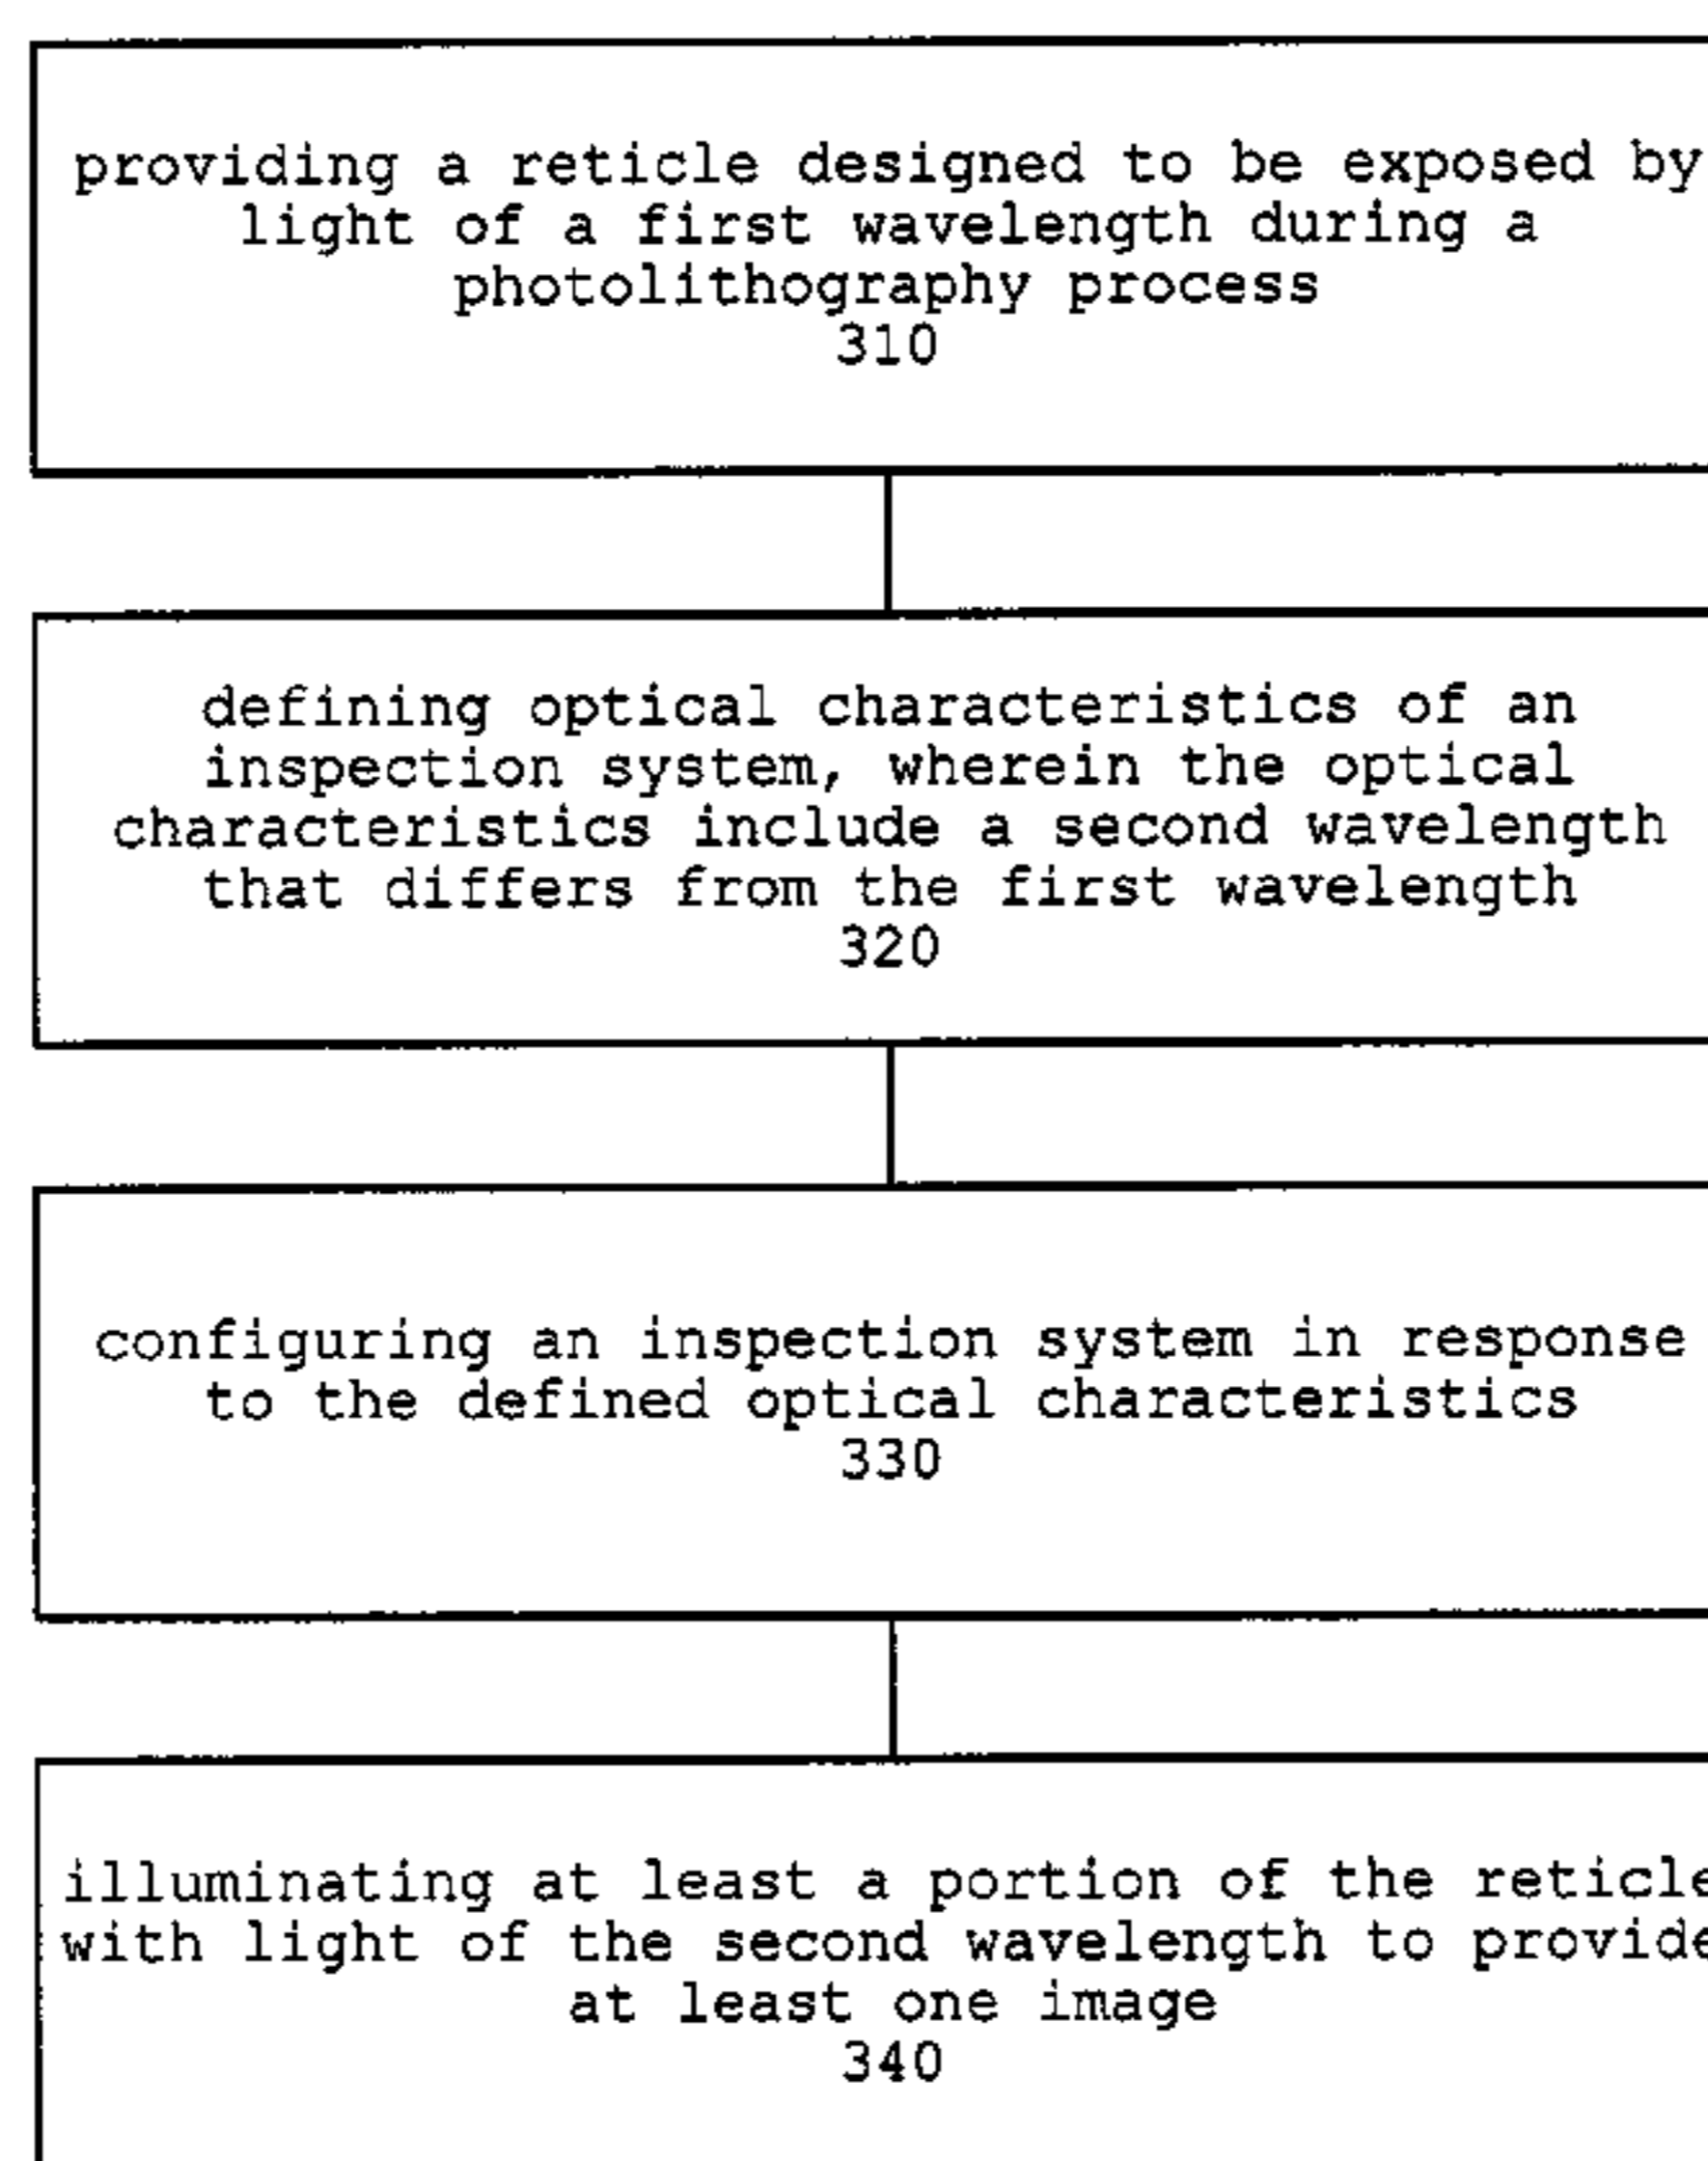 providing a reticle designed to be exposed by
light of a first wavelength during a
photolithography process
310
defining optical characteristics of an
inspection system, wherein the optical
characteristics include a second wavelength
that differs from the first wavelength
320
configuring an inspection system in response
to the defined optical characteristics
330
illuminating at least a portion of the reticle
with light of the second wavelength to provide
at least one image
340